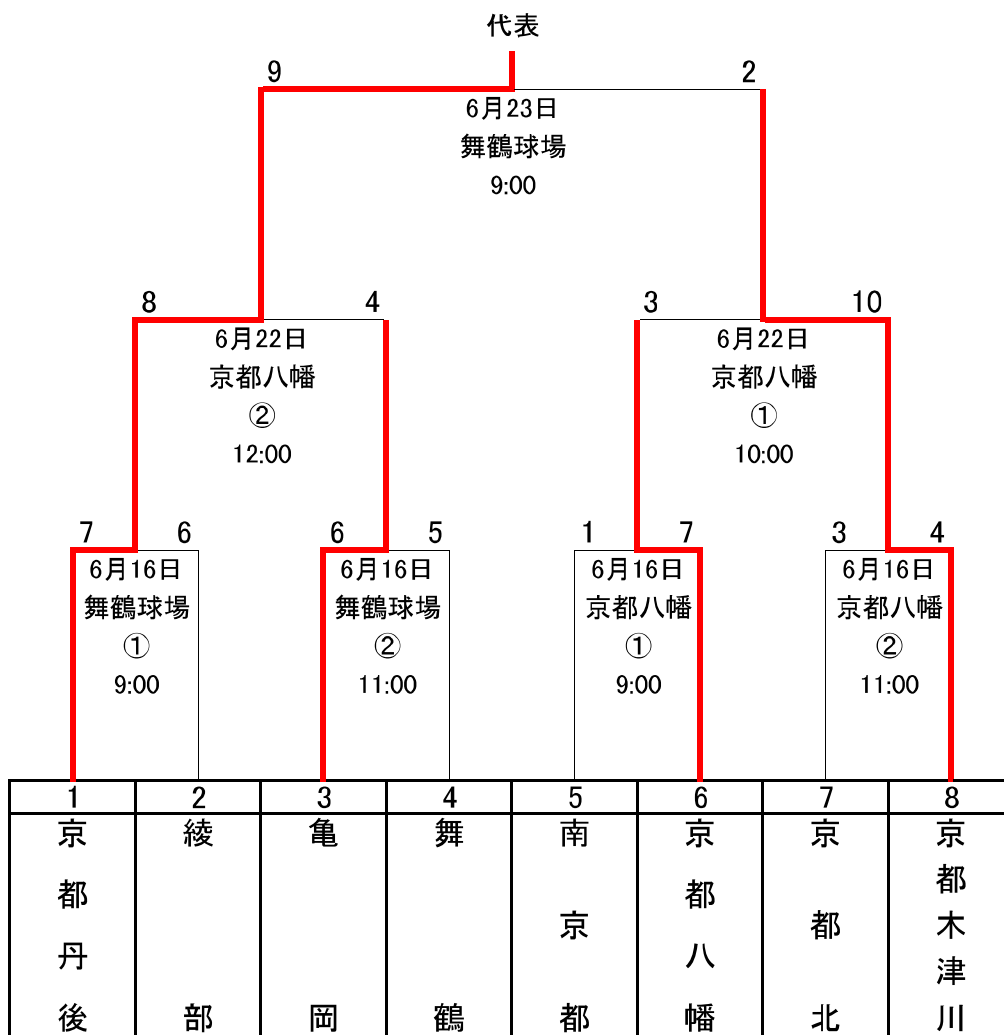 代表
9 2
6月23日
舞鶴球場
9:00
8 4 3 10
6月22日 6月22日
京都八幡 京都八幡
② ①
12:00 10:00
7 6 6 5 1 7 3 4
6月16日 6月16日 6月16日 6月16日
舞鶴球場 舞鶴球場 京都八幡 京都八幡
① ② ① ②
9:00 11:00 9:00 11:00
1 2 3 4 5 6 7 8
京都丹後
綾部
亀岡
舞鶴
南京都
京都八幡
京都北
京都木津川